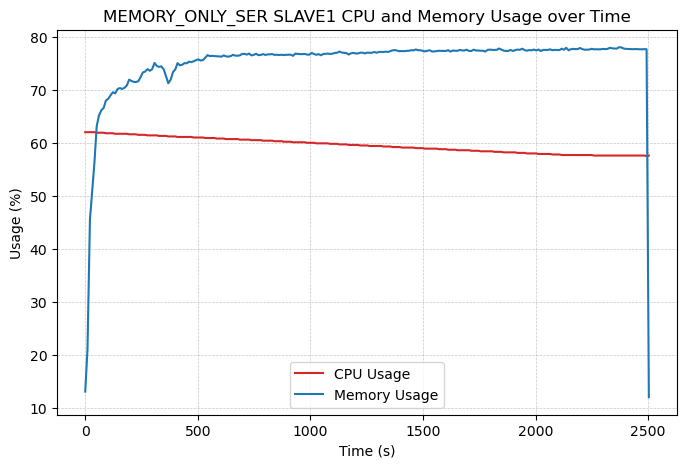 MEMORY_ONLY_SER SLAVE1 CPU and Memory Usage over Time
80
70
60
50
40
30
20
10
Usage (%)
CPU Usage
Memory Usage
0
500
1000
1500
2000
2500
Time (s)